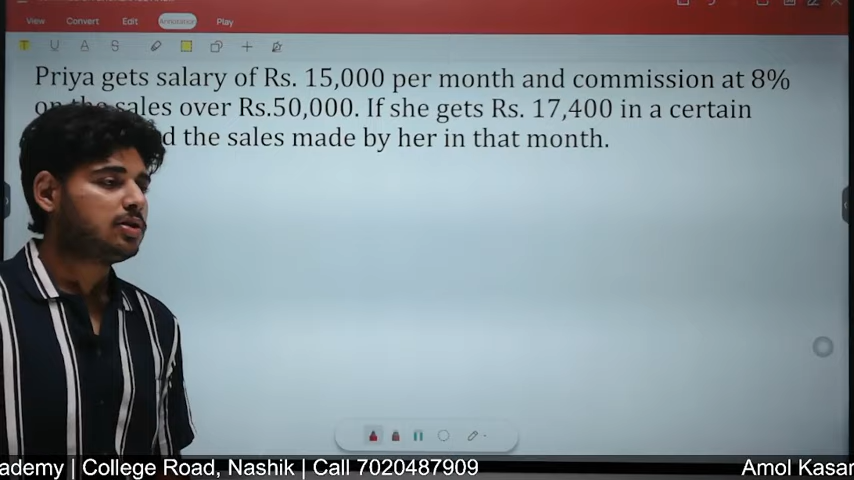 View Convert Edit Annotation Play
T U A S
Priya gets salary of Rs. 15,000 per month and commission at 8%
on the sales over Rs.50,000. If she gets Rs. 17,400 in a certain
d the sales made by her in that month.
ademy | College Road, Nashik | Call 7020487909
Amol Kasar